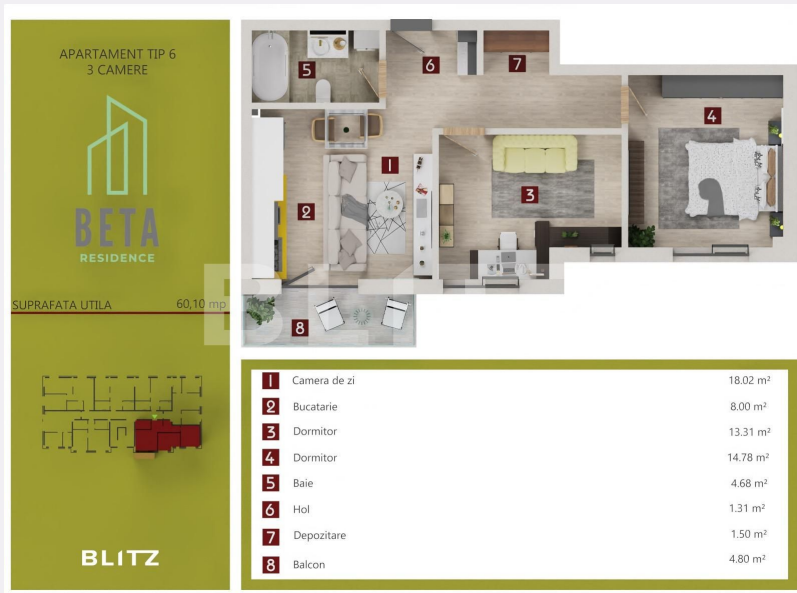 APARTAMENT TIP 6
3 CAMERE
BETA
RESIDENCE
SUPRAFATA UTILA 60,10 mp
BLITZ
5
6
7
4
1
3
2
8
BLITZ
1 Camera de zi 18.02 m²
2 Bucatarie 8.00 m²
3 Dormitor 13.31 m²
4 Dormitor 14.78 m²
5 Baie 4.68 m²
6 Hol 1.31 m²
7 Depozitare 1.50 m²
8 Balcon 4.80 m²